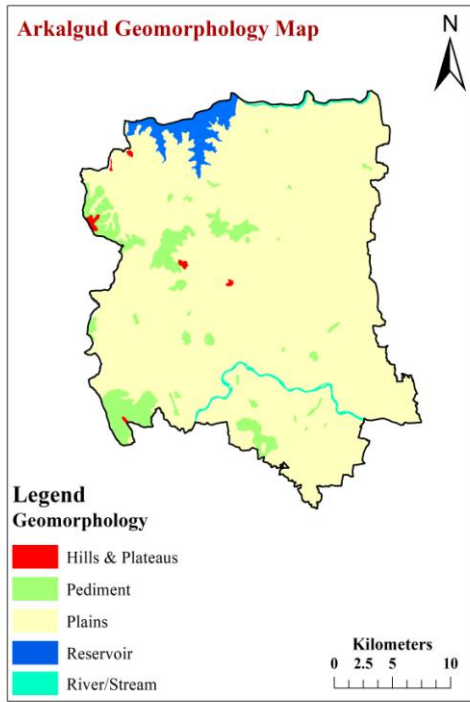 Arkalgud Geomorphology Map
N
Legend
Geomorphology
Hills & Plateaus
Pediment
Plains
Reservoir
River/Stream
Kilometers
0 2.5 5 10